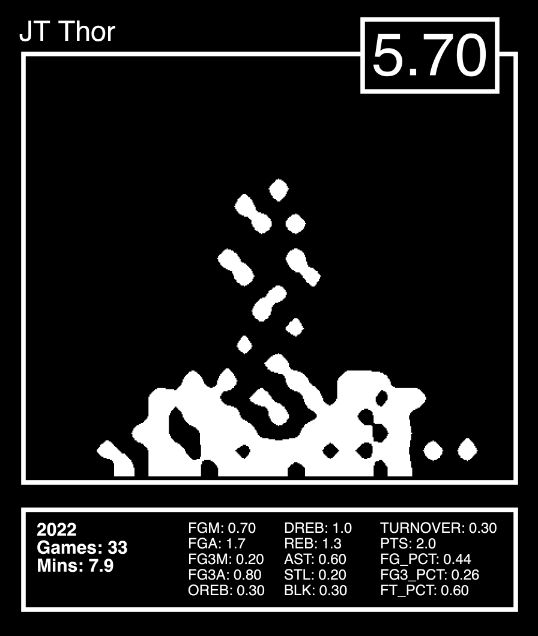 JT Thor
5.70
2022
Games: 33
Mins: 7.9
FGM: 0.70
FGA: 1.7
FG3M: 0.20
FG3A: 0.80
OREB: 0.30
DREB: 1.0
REB: 1.3
AST: 0.60
STL: 0.20
BLK: 0.30
TURNOVER: 0.30
PTS: 2.0
FG_PCT: 0.44
FG3_PCT: 0.26
FT_PCT: 0.60